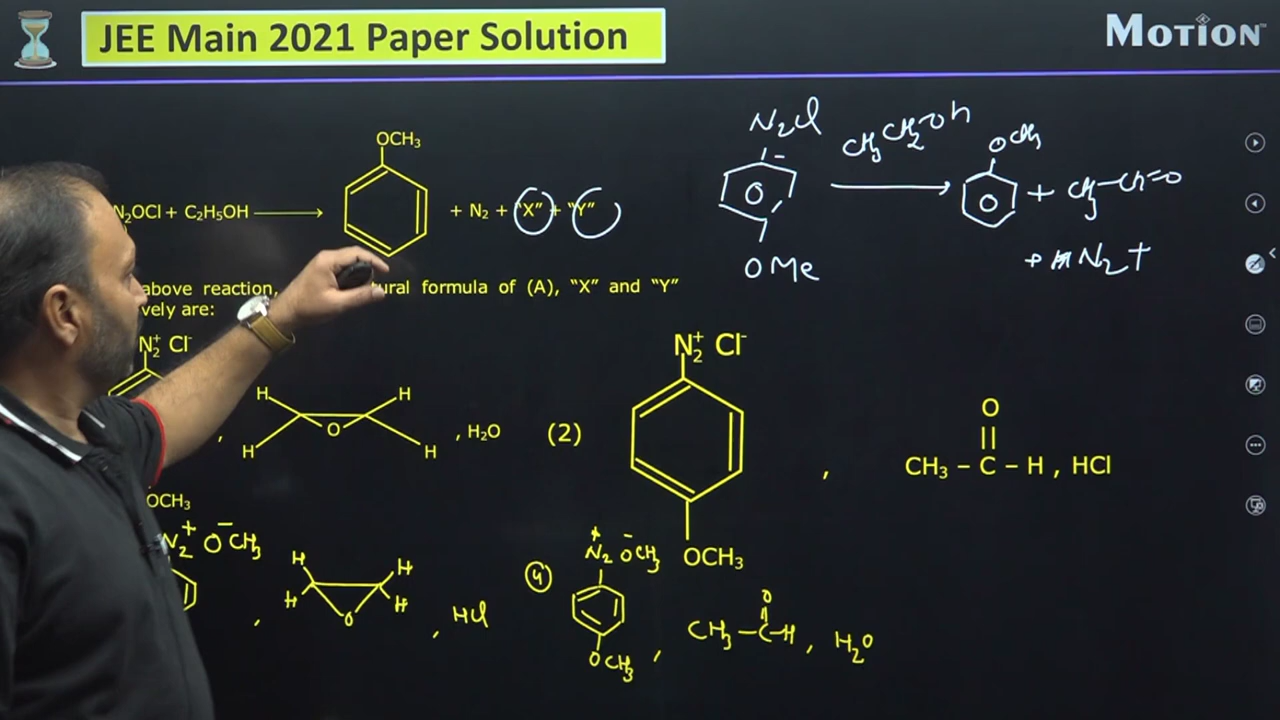 JEE Main 2021 Paper Solution
MOTION
OCH₃
N₂OCl + C₂H₅OH ⟶ + N₂ + "X" + "Y"
above reaction, tural formula of (A), "X" and "Y"
vely are:
N₂Cl
CH₃CH₂OH
OCH₃
+ CH₃-CH=O
OMe
+ N₂ +
N₂⁺ Cl⁻
H H
O
H H
, , H₂O
OCH₃
(2)
N₂⁺ Cl⁻
OCH₃
,
O
||
CH₃ – C – H , HCl
N₂⁺ O⁻CH₃
H H
H H
O
, , HCl
(4)
N₂⁺ O⁻CH₃
OCH₃ ,
O
||
CH₃ – C – H , H₂O